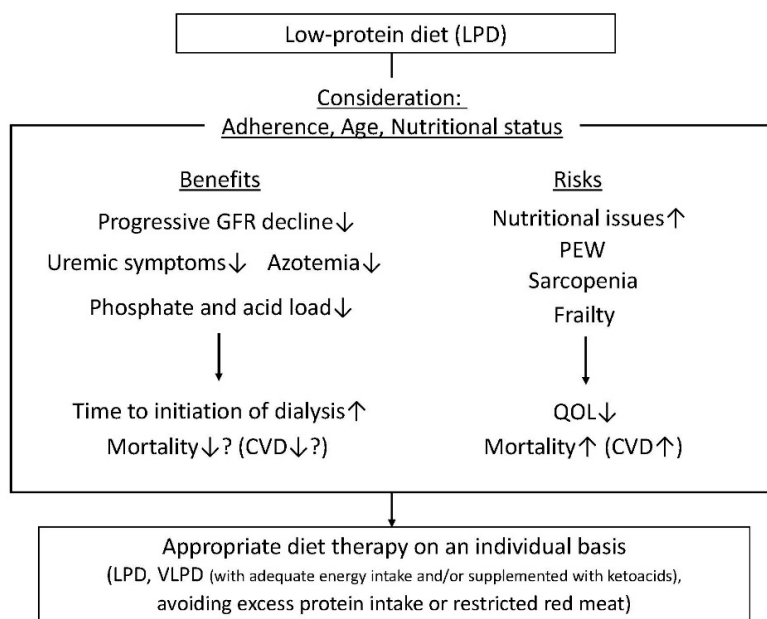 Low-protein diet (LPD)
Consideration:
Adherence, Age, Nutritional status
Benefits
Progressive GFR decline↓
Uremic symptoms↓ Azotemia↓
Phosphate and acid load↓
Time to initiation of dialysis↑
Mortality↓? (CVD↓?)
Risks
Nutritional issues↑
PEW
Sarcopenia
Frailty
QOL↓
Mortality↑ (CVD↑)
Appropriate diet therapy on an individual basis
(LPD, VLPD (with adequate energy intake and/or supplemented with ketoacids),
avoiding excess protein intake or restricted red meat)